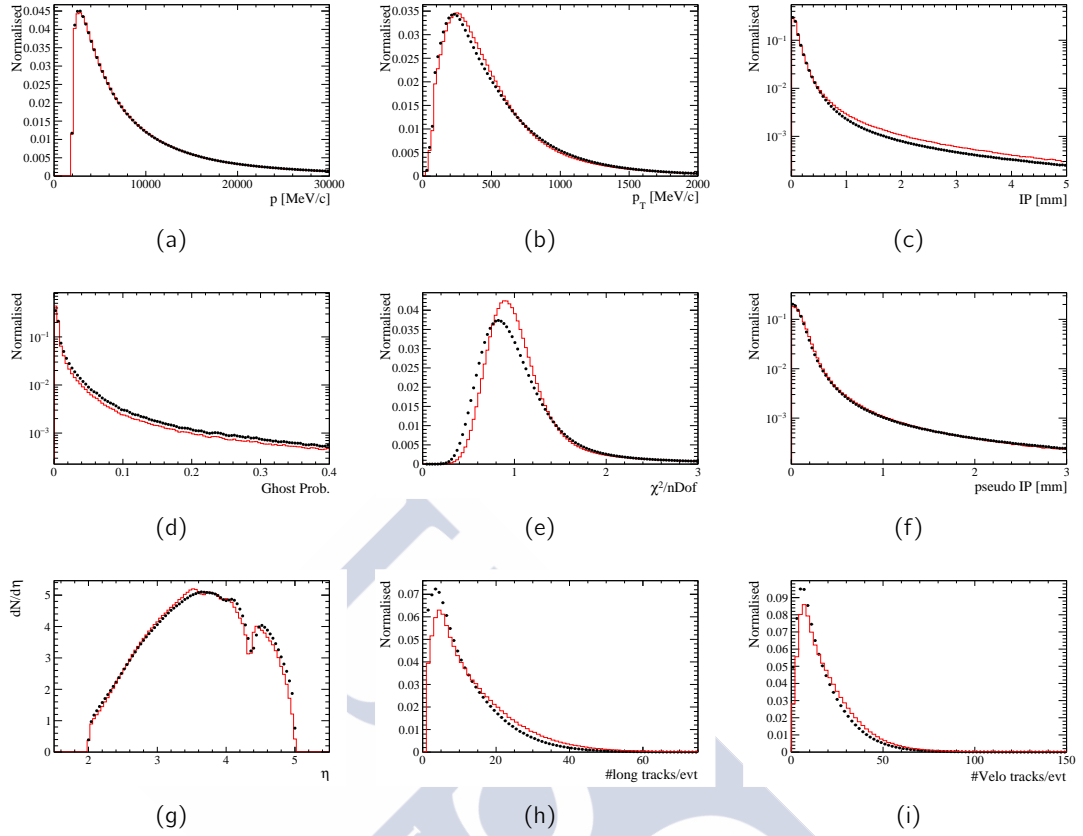 Normalised
0.045
0.04
0.035
0.03
0.025
0.02
0.015
0.01
0.005
0
0 10000 20000 30000
p [MeV/c]
(a)
Normalised
0.035
0.03
0.025
0.02
0.015
0.01
0.005
0
0 500 1000 1500 2000
p_T [MeV/c]
(b)
Normalised
10⁻¹
10⁻²
10⁻³
0 1 2 3 4 5
IP [mm]
(c)
Normalised
10⁻¹
10⁻²
10⁻³
0 0.1 0.2 0.3 0.4
Ghost Prob.
(d)
Normalised
0.04
0.035
0.03
0.025
0.02
0.015
0.01
0.005
0
0 1 2 3
χ²/nDof
(e)
Normalised
10⁻¹
10⁻²
10⁻³
0 1 2 3
pseudo IP [mm]
(f)
dN/dη
5
4
3
2
1
0
2 3 4 5
η
(g)
Normalised
0.07
0.06
0.05
0.04
0.03
0.02
0.01
0
0 20 40 60
#long tracks/evt
(h)
Normalised
0.09
0.08
0.07
0.06
0.05
0.04
0.03
0.02
0.01
0
0 50 100 150
#Velo tracks/evt
(i)